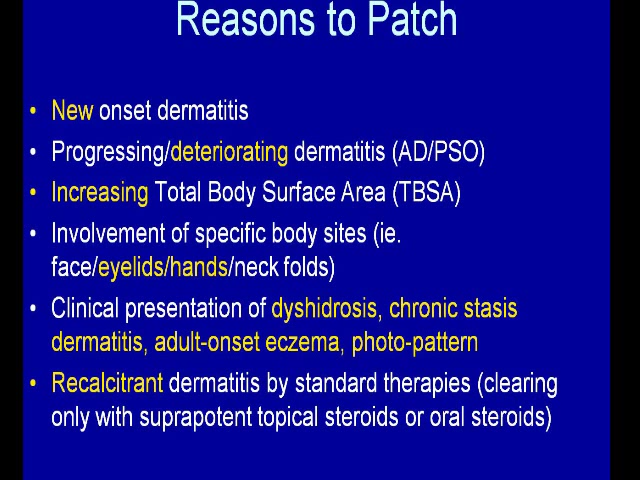 Reasons to Patch
• New onset dermatitis
• Progressing/deteriorating dermatitis (AD/PSO)
• Increasing Total Body Surface Area (TBSA)
• Involvement of specific body sites (ie.
face/eyelids/hands/neck folds)
• Clinical presentation of dyshidrosis, chronic stasis
dermatitis, adult-onset eczema, photo-pattern
• Recalcitrant dermatitis by standard therapies (clearing
only with suprapotent topical steroids or oral steroids)